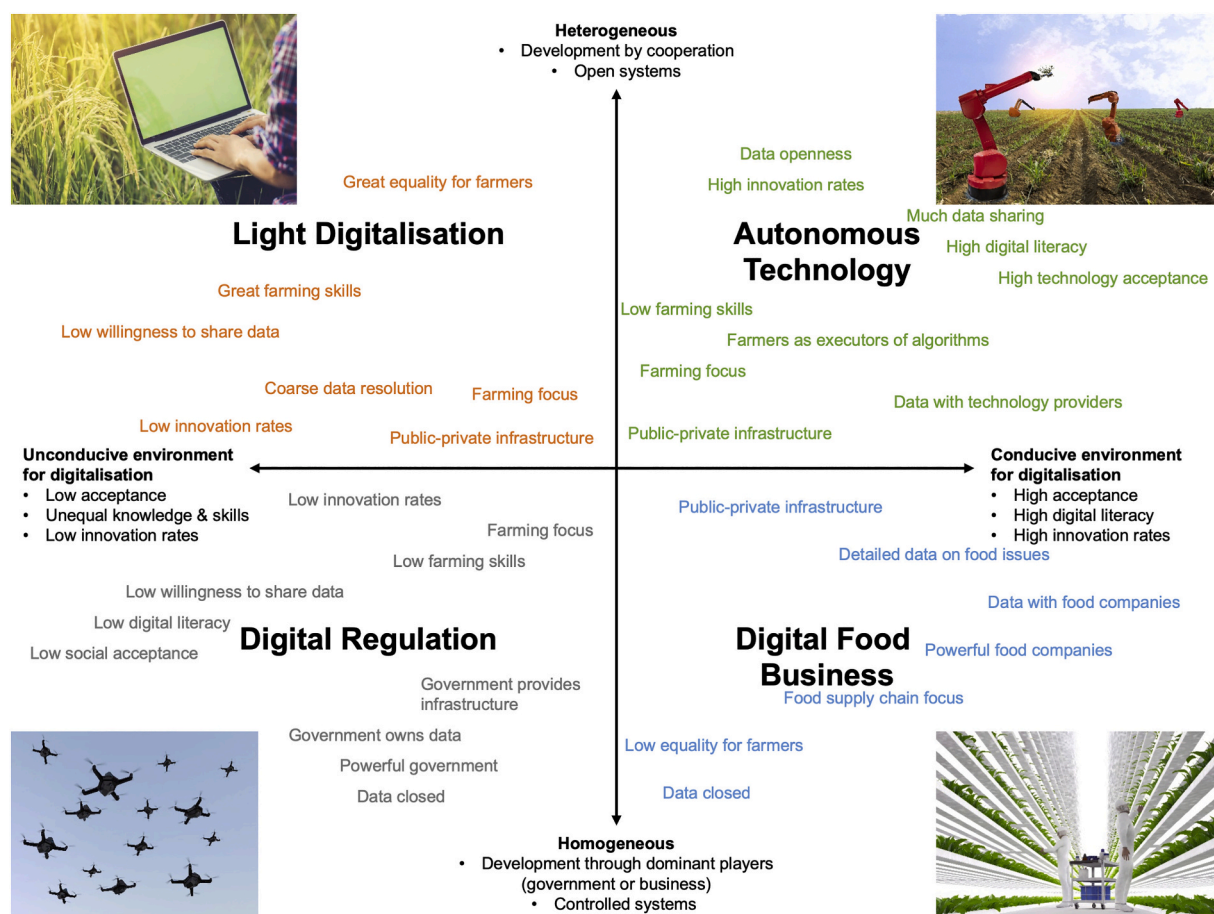 Heterogeneous
• Development by cooperation
• Open systems
Great equality for farmers
Light Digitalisation
Great farming skills
Low willingness to share data
Coarse data resolution
Farming focus
Low innovation rates
Public-private infrastructure
Data openness
High innovation rates
Much data sharing
Autonomous
Technology
High digital literacy
High technology acceptance
Low farming skills
Farmers as executors of algorithms
Farming focus
Data with technology providers
Public-private infrastructure
Unconducive environment
for digitalisation
• Low acceptance
• Unequal knowledge & skills
• Low innovation rates
Conducive environment
for digitalisation
• High acceptance
• High digital literacy
• High innovation rates
Low innovation rates
Farming focus
Low farming skills
Low willingness to share data
Low digital literacy
Digital Regulation
Low social acceptance
Government provides
infrastructure
Government owns data
Powerful government
Data closed
Public-private infrastructure
Detailed data on food issues
Data with food companies
Digital Food
Business
Powerful food companies
Food supply chain focus
Low equality for farmers
Data closed
Homogeneous
• Development through dominant players
(government or business)
• Controlled systems